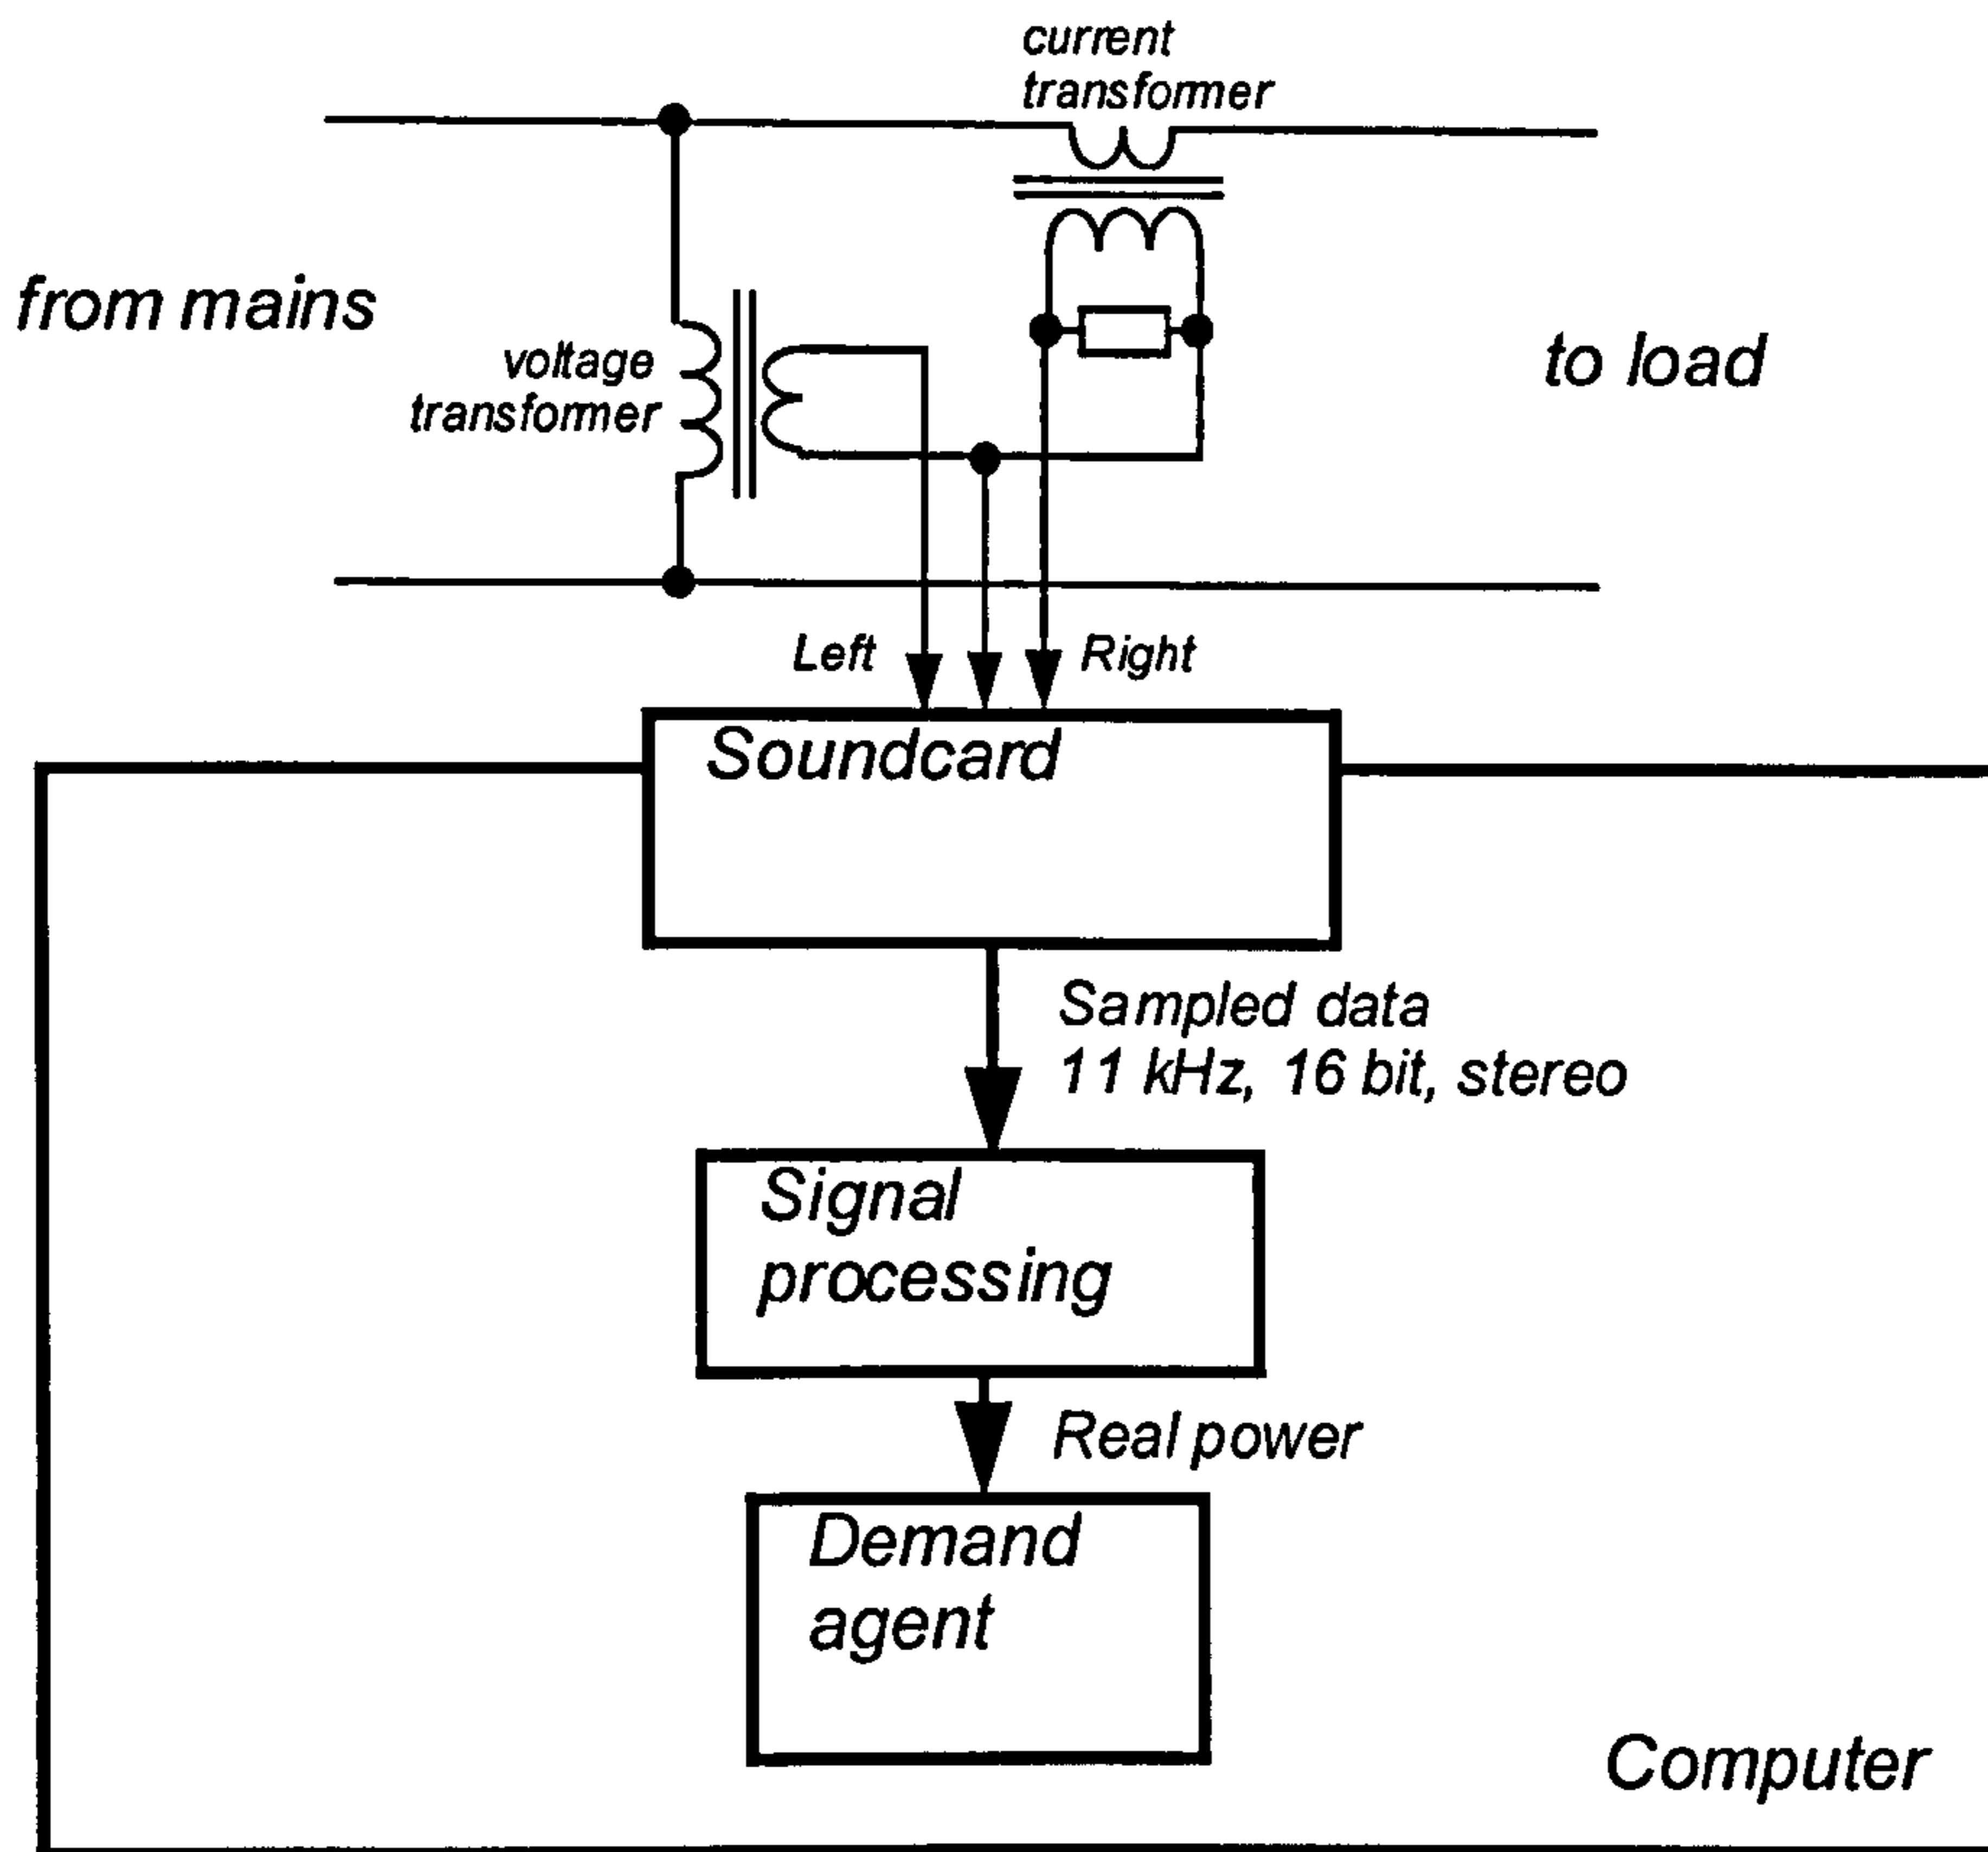 current
transformer
from mains
voltage
transformer
to load
Left
Right
Soundcard
Sampled data
11 kHz, 16 bit, stereo
Signal
processing
Real power
Demand
agent
Computer